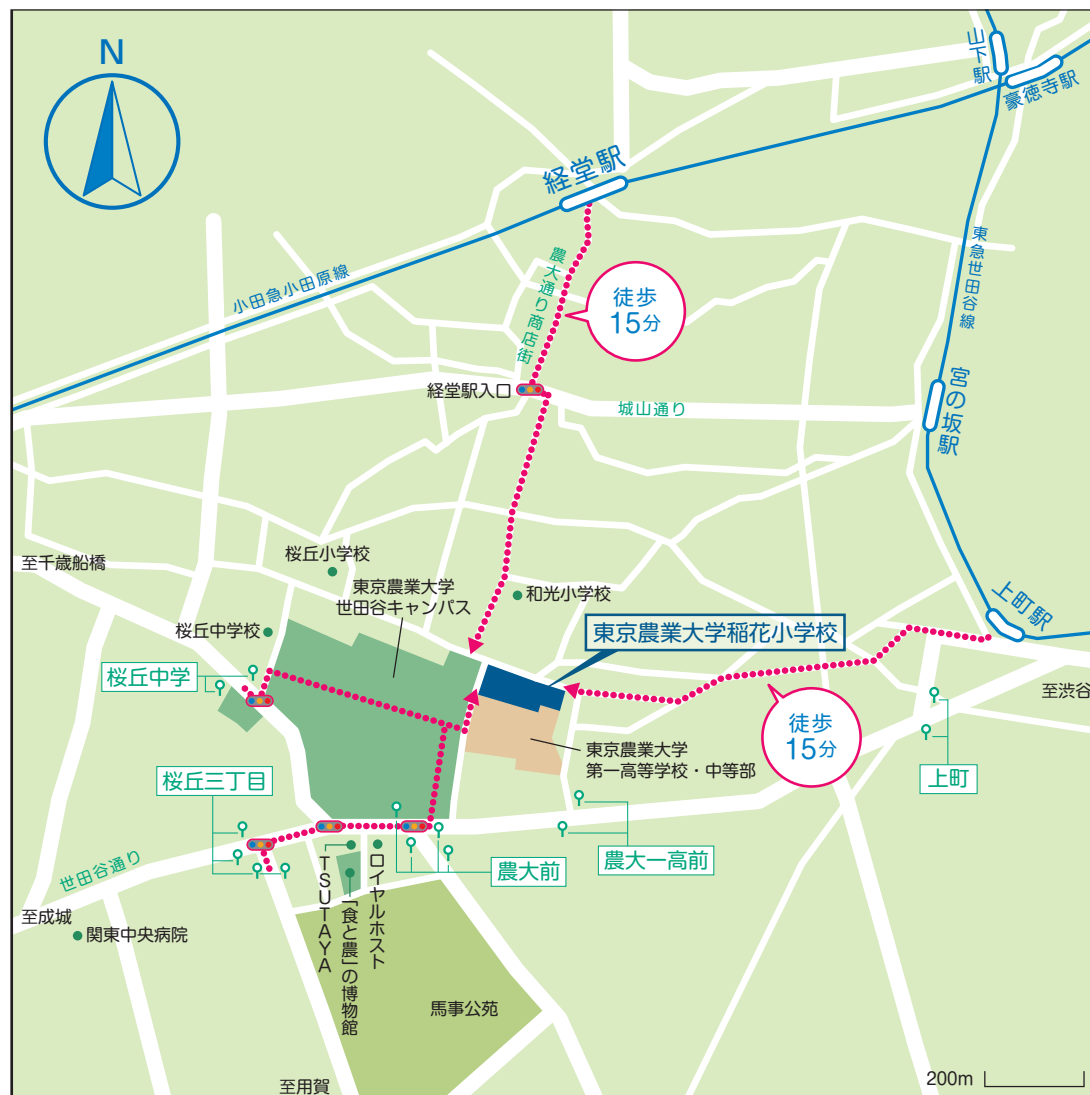 N
山下駅
豪徳寺駅
経堂駅
小田急小田原線
農大通り商店街
徒歩
15分
東急世田谷線
経堂駅入口
城山通り
宮の坂駅
至千歳船橋
桜丘小学校
東京農業大学
世田谷キャンパス
和光小学校
上町駅
桜丘中学校
東京農業大学稲花小学校
桜丘中学
至渋谷
徒歩
15分
東京農業大学
第一高等学校・中等部
上町
桜丘三丁目
農大前
農大一高前
世田谷通り
TSUTAYA
「食と農」の博物館
ロイヤルホスト
至成城
関東中央病院
馬事公苑
至用賀
200m